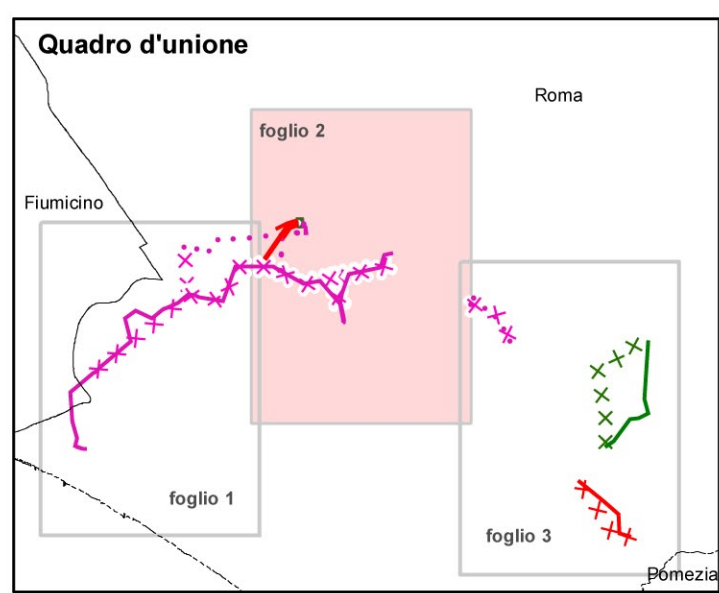 Quadro d'unione
Roma
foglio 2
Fiumicino
foglio 1
foglio 3
Pomezia